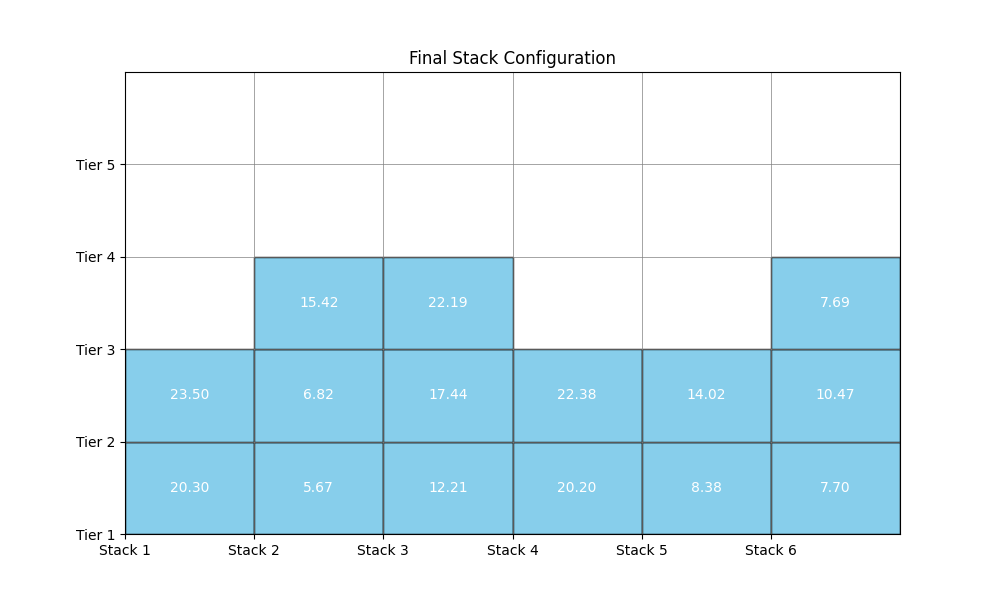 Final Stack Configuration
Tier 5
Tier 4
15.42 22.19 7.69
Tier 3
23.50 6.82 17.44 22.38 14.02 10.47
Tier 2
20.30 5.67 12.21 20.20 8.38 7.70
Tier 1
Stack 1 Stack 2 Stack 3 Stack 4 Stack 5 Stack 6